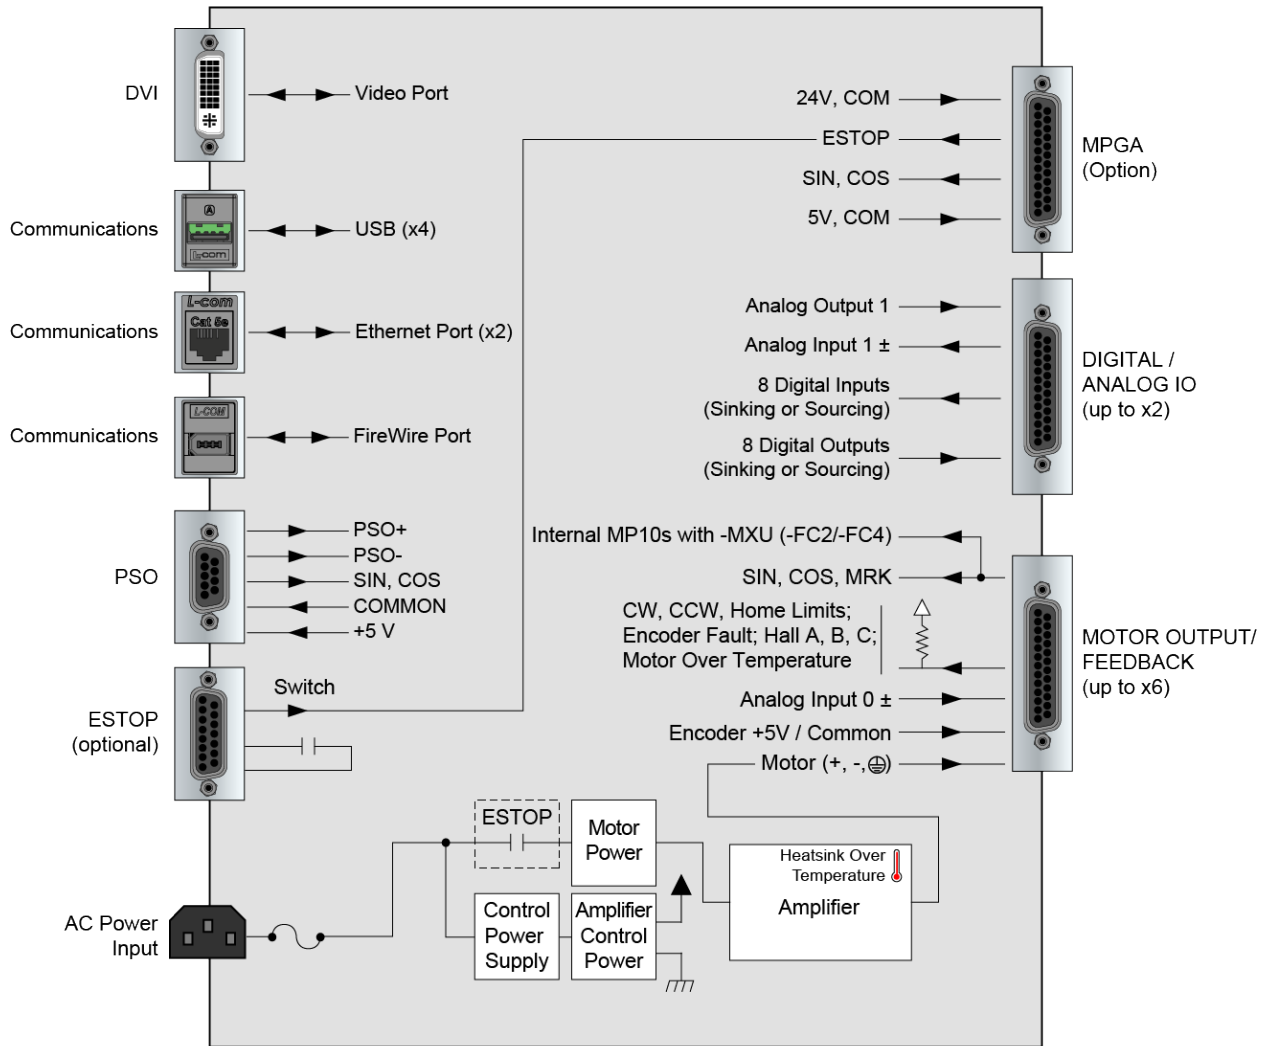 DVI
Video Port
Communications
A
L-com
USB (x4)
Communications
L-com
Cat 5e
Ethernet Port (x2)
Communications
L-COM
FireWire Port
PSO
PSO+
PSO-
SIN, COS
COMMON
+5 V
ESTOP
(optional)
Switch
AC Power
Input
ESTOP
Motor
Power
Control
Power
Supply
Amplifier
Control
Power
Heatsink Over
Temperature
Amplifier
24V, COM
ESTOP
SIN, COS
5V, COM
MPGA
(Option)
Analog Output 1
Analog Input 1 ±
8 Digital Inputs
(Sinking or Sourcing)
8 Digital Outputs
(Sinking or Sourcing)
DIGITAL /
ANALOG IO
(up to x2)
Internal MP10s with -MXU (-FC2/-FC4)
SIN, COS, MRK
CW, CCW, Home Limits;
Encoder Fault; Hall A, B, C;
Motor Over Temperature
Analog Input 0 ±
Encoder +5V / Common
Motor (+, -,⏚)
MOTOR OUTPUT/
FEEDBACK
(up to x6)